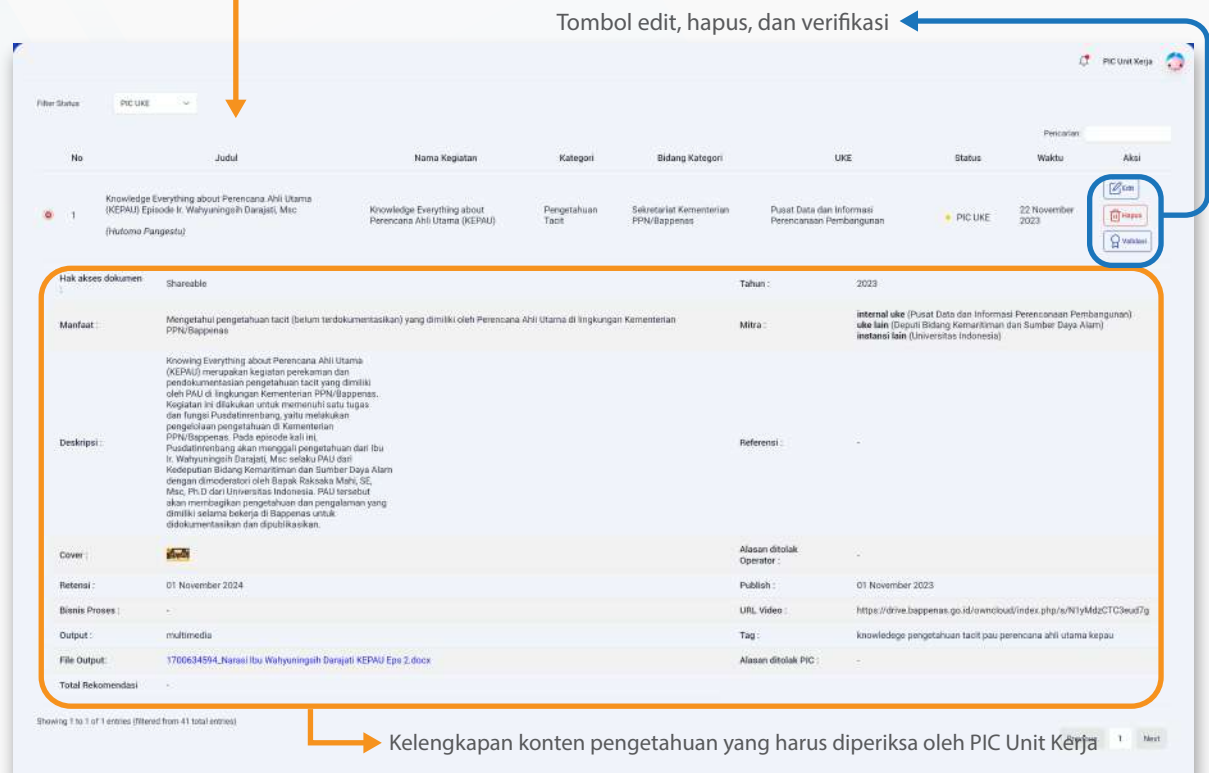 Tombol edit, hapus, dan verifikasi
PIC Unit Kerja
Filter Status
PIC UKE
Pencarian:
No Judul Nama Kegiatan Kategori Bidang Kategori UKE Status Waktu Aksi
1
Knowledge Everything about Perencana Ahli Utama
(KEPAU) Episode Ir. Wahyuningsih Darajati, Msc
(Hutomo Pangestu)
Knowledge Everything about
Perencana Ahli Utama (KEPAU)
Pengetahuan
Tacit
Sekretariat Kementerian
PPN/Bappenas
Pusat Data dan Informasi
Perencanaan Pembangunan
PIC UKE
22 November
2023
Edit
Hapus
Validasi
Hak akses dokumen
:
Shareable
Tahun :
2023
Manfaat :
Mengetahui pengetahuan tacit (belum terdokumentasikan) yang dimiliki oleh Perencana Ahli Utama di lingkungan Kementerian
PPN/Bappenas
Mitra :
internal uke (Pusat Data dan Informasi Perencanaan Pembangunan)
uke lain (Deputi Bidang Kemaritiman dan Sumber Daya Alam)
instansi lain (Universitas Indonesia)
Deskripsi :
Knowing Everything about Perencana Ahli Utama
(KEPAU) merupakan kegiatan perekaman dan
pendokumentasian pengetahuan tacit yang dimiliki
oleh PAU di lingkungan Kementerian PPN/Bappenas.
Kegiatan ini dilakukan untuk memenuhi satu tugas
dan fungsi Pusdatinrenbang, yaitu melakukan
pengelolaan pengetahuan di Kementerian
PPN/Bappenas. Pada episode kali ini,
Pusdatinrenbang akan menggali pengetahuan dari Ibu
Ir. Wahyuningsih Darajati, Msc selaku PAU dari
Kedeputian Bidang Kemaritiman dan Sumber Daya Alam
dengan dimoderatori oleh Bapak Raksaka Mahi, SE,
Msc, Ph.D dari Universitas Indonesia. PAU tersebut
akan membagikan pengetahuan dan pengalaman yang
dimiliki selama bekerja di Bappenas untuk
didokumentasikan dan dipublikasikan.
Referensi :
-
Cover :
Alasan ditolak
Operator :
-
Retensi :
01 November 2024
Publish :
01 November 2023
Bisnis Proses :
-
URL Video :
https://drive.bappenas.go.id/owncloud/index.php/s/N1yMdzCTC3eud7g
Output :
multimedia
Tag :
knowledege pengetahuan tacit pau perencana ahli utama kepau
File Output:
1700634594_Narasi Ibu Wahyuningsih Darajati KEPAU Eps 2.docx
Alasan ditolak PIC :
-
Total Rekomendasi
-
Showing 1 to 1 of 1 entries (filtered from 41 total entries)
Kelengkapan konten pengetahuan yang harus diperiksa oleh PIC Unit Kerja
1
Next